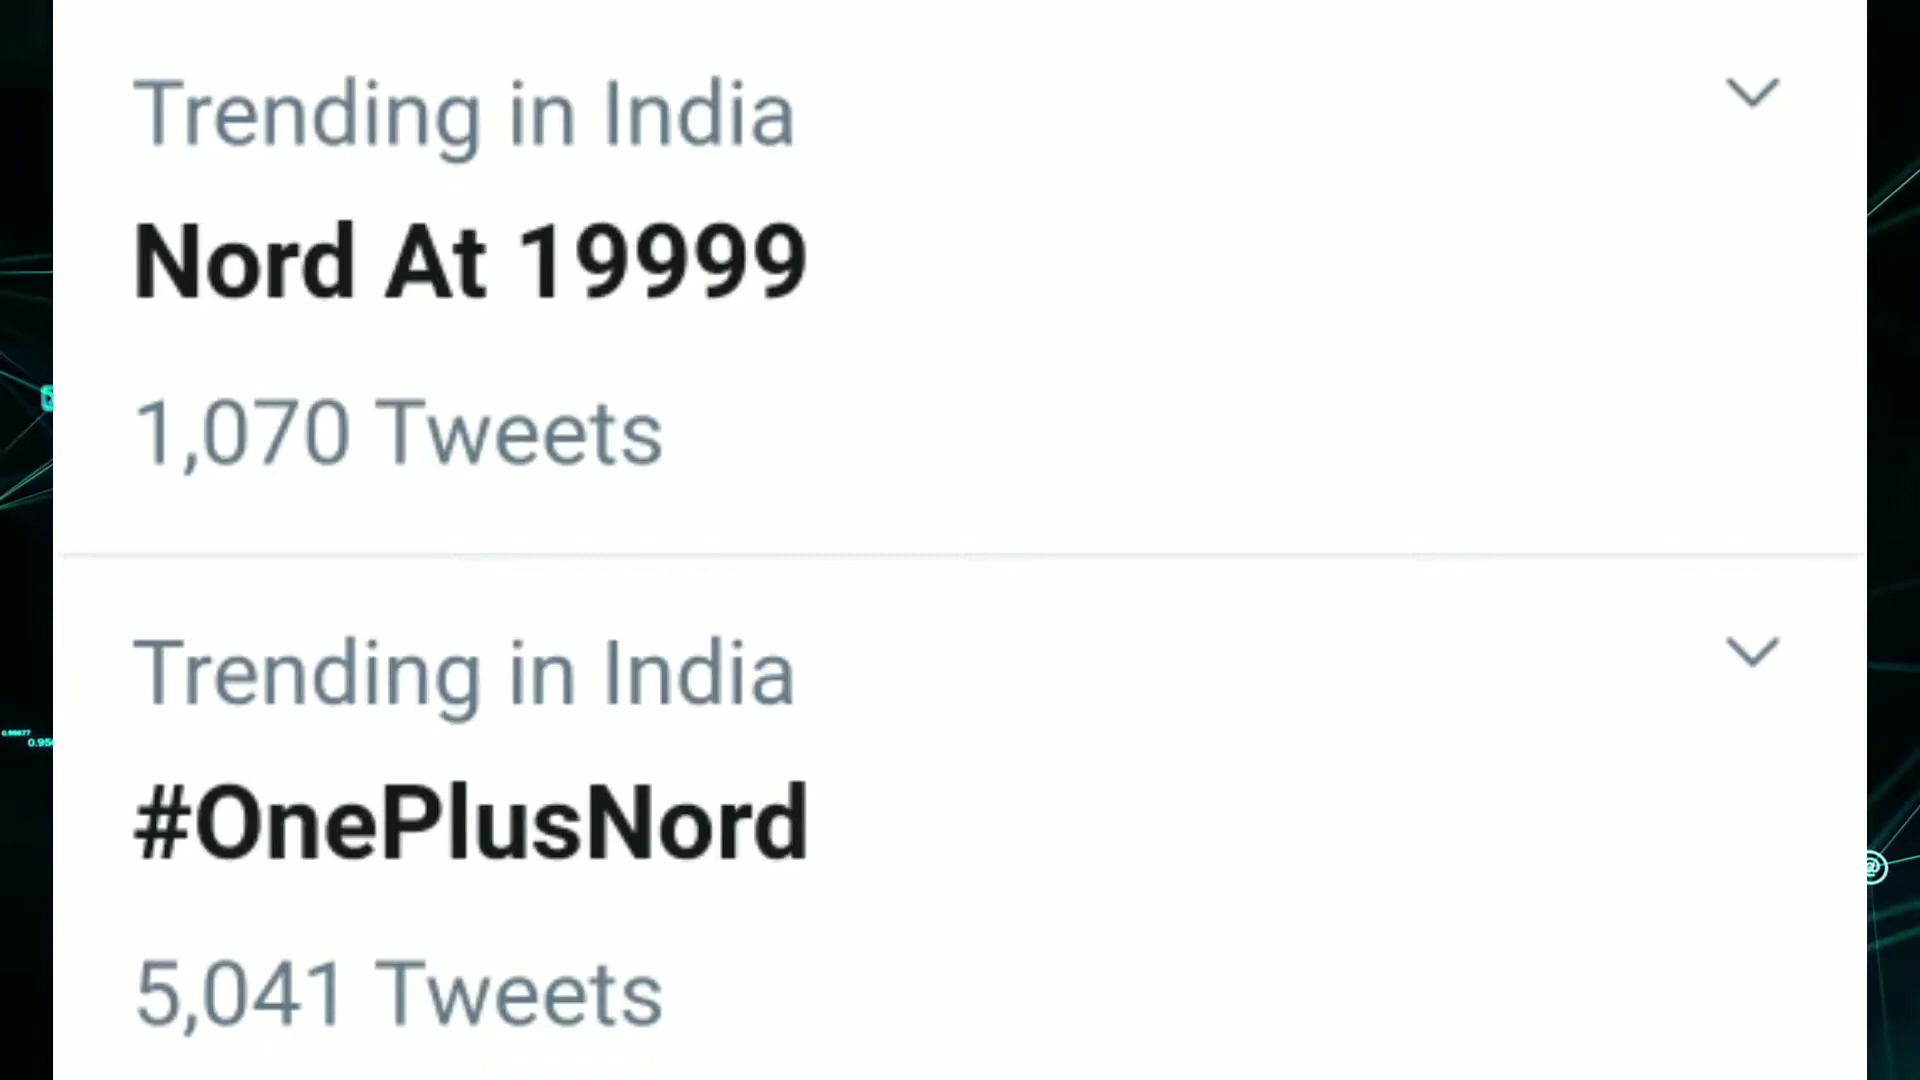 Trending in India
Nord At 19999
1,070 Tweets
Trending in India
#OnePlusNord
5,041 Tweets